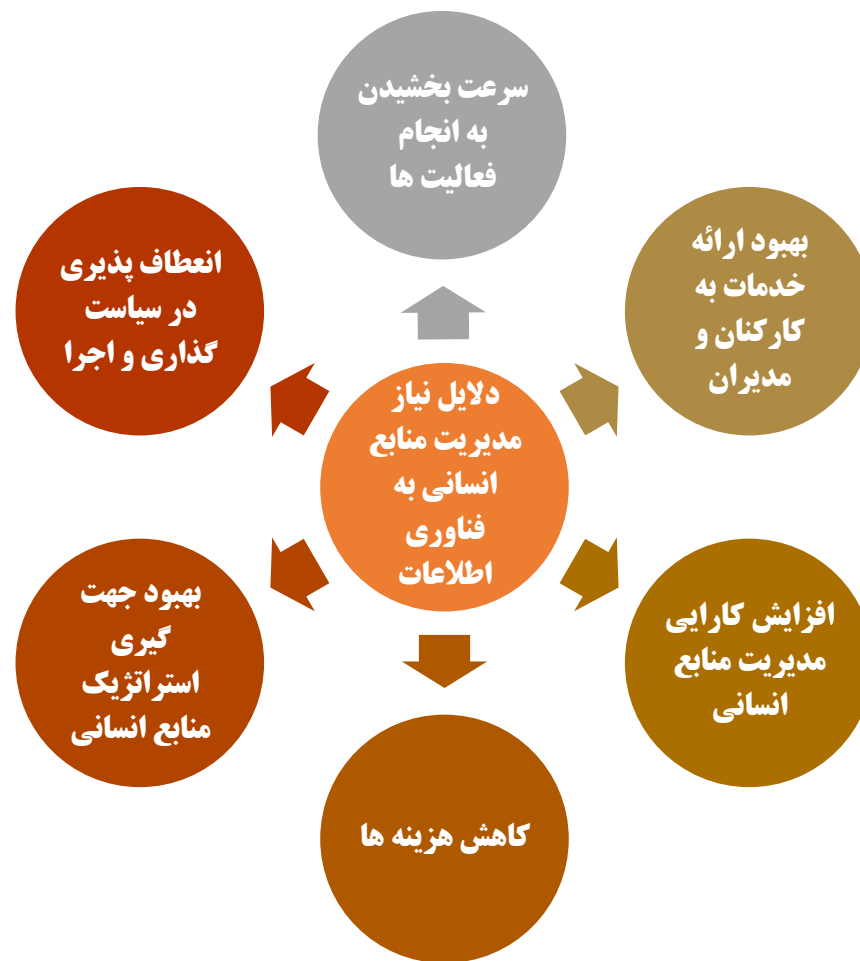 سرعت بخشیدن
به انجام
فعالیت ها
بهبود ارائه
خدمات به
کارکنان و
مدیران
انعطاف پذیری
در سیاست
گذاری و اجرا
دلایل نیاز
مدیریت منابع
انسانی به
فناوری
اطلاعات
افزایش کارایی
مدیریت منابع
انسانی
بهبود جهت
گیری
استراتژیک
منابع انسانی
کاهش هزینه ها